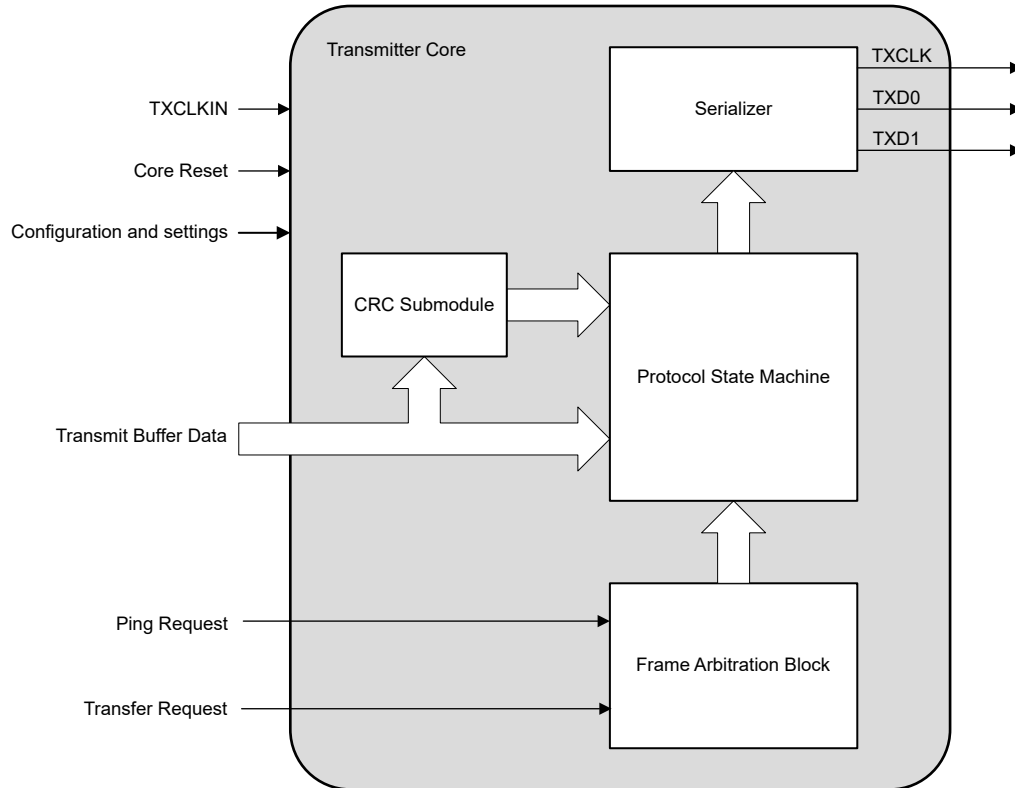 Transmitter Core
TXCLK
TXCLKIN
Serializer
TXD0
TXD1
Core Reset
Configuration and settings
CRC Submodule
Protocol State Machine
Transmit Buffer Data
Ping Request
Frame Arbitration Block
Transfer Request